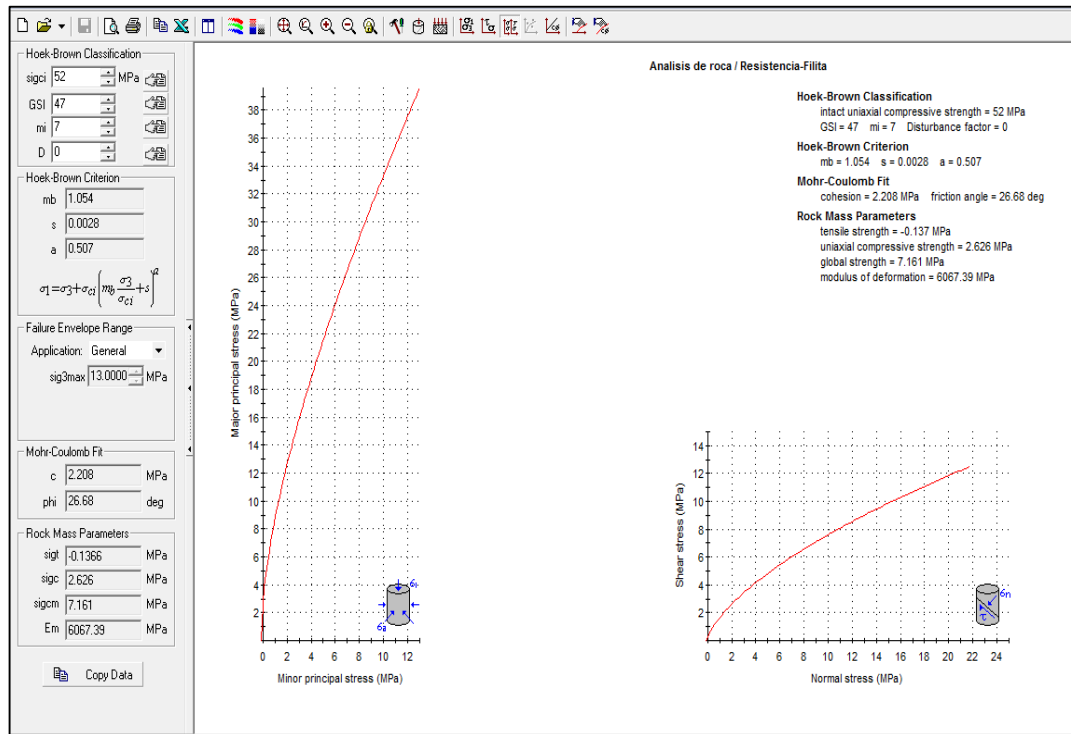 Hoek-Brown Classification
sigci 52 MPa
GSI 47
mi 7
D 0
Hoek-Brown Criterion
mb 1.054
s 0.0028
a 0.507
σ1=σ3+σci(mb σ3/σci+s)^a
Failure Envelope Range
Application: General
sig3max 13.0000 MPa
Mohr-Coulomb Fit
c 2.208 MPa
phi 26.68 deg
Rock Mass Parameters
sigt -0.1366 MPa
sigc 2.626 MPa
sigcm 7.161 MPa
Em 6067.39 MPa
Copy Data
Major principal stress (MPa)
38
36
34
32
30
28
26
24
22
20
18
16
14
12
10
8
6
4
2
0 2 4 6 8 10 12
Minor principal stress (MPa)
Analisis de roca / Resistencia-Filita
Hoek-Brown Classification
intact uniaxial compressive strength = 52 MPa
GSI = 47 mi = 7 Disturbance factor = 0
Hoek-Brown Criterion
mb = 1.054 s = 0.0028 a = 0.507
Mohr-Coulomb Fit
cohesion = 2.208 MPa friction angle = 26.68 deg
Rock Mass Parameters
tensile strength = -0.137 MPa
uniaxial compressive strength = 2.626 MPa
global strength = 7.161 MPa
modulus of deformation = 6067.39 MPa
Shear stress (MPa)
14
12
10
8
6
4
2
0 2 4 6 8 10 12 14 16 18 20 22 24
Normal stress (MPa)